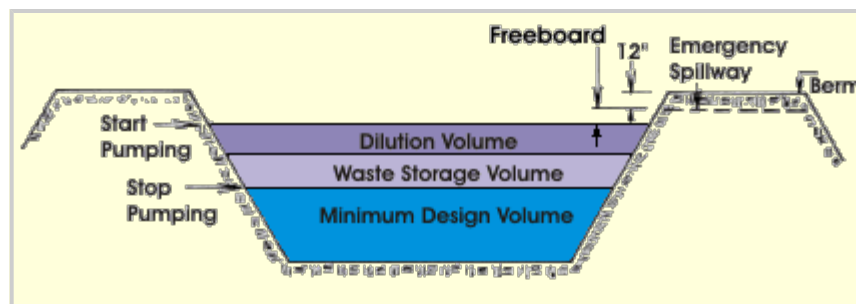 Freeboard
12"
Emergency
Spillway
Berm
Start
Pumping
Dilution Volume
Waste Storage Volume
Stop
Pumping
Minimum Design Volume